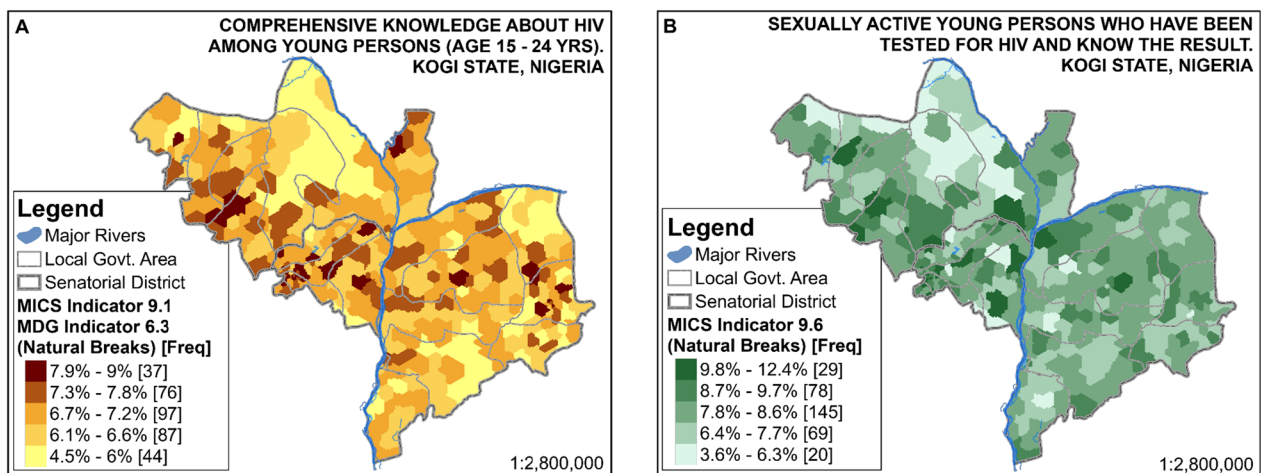 A
COMPREHENSIVE KNOWLEDGE ABOUT HIV
AMONG YOUNG PERSONS (AGE 15 - 24 YRS).
KOGI STATE, NIGERIA
Legend
Major Rivers
Local Govt. Area
Senatorial District
MICS Indicator 9.1
MDG Indicator 6.3
(Natural Breaks) [Freq]
7.9% - 9% [37]
7.3% - 7.8% [76]
6.7% - 7.2% [97]
6.1% - 6.6% [87]
4.5% - 6% [44]
1:2,800,000
B
SEXUALLY ACTIVE YOUNG PERSONS WHO HAVE BEEN
TESTED FOR HIV AND KNOW THE RESULT.
KOGI STATE, NIGERIA
Legend
Major Rivers
Local Govt. Area
Senatorial District
MICS Indicator 9.6
(Natural Breaks) [Freq]
9.8% - 12.4% [29]
8.7% - 9.7% [78]
7.8% - 8.6% [145]
6.4% - 7.7% [69]
3.6% - 6.3% [20]
1:2,800,000